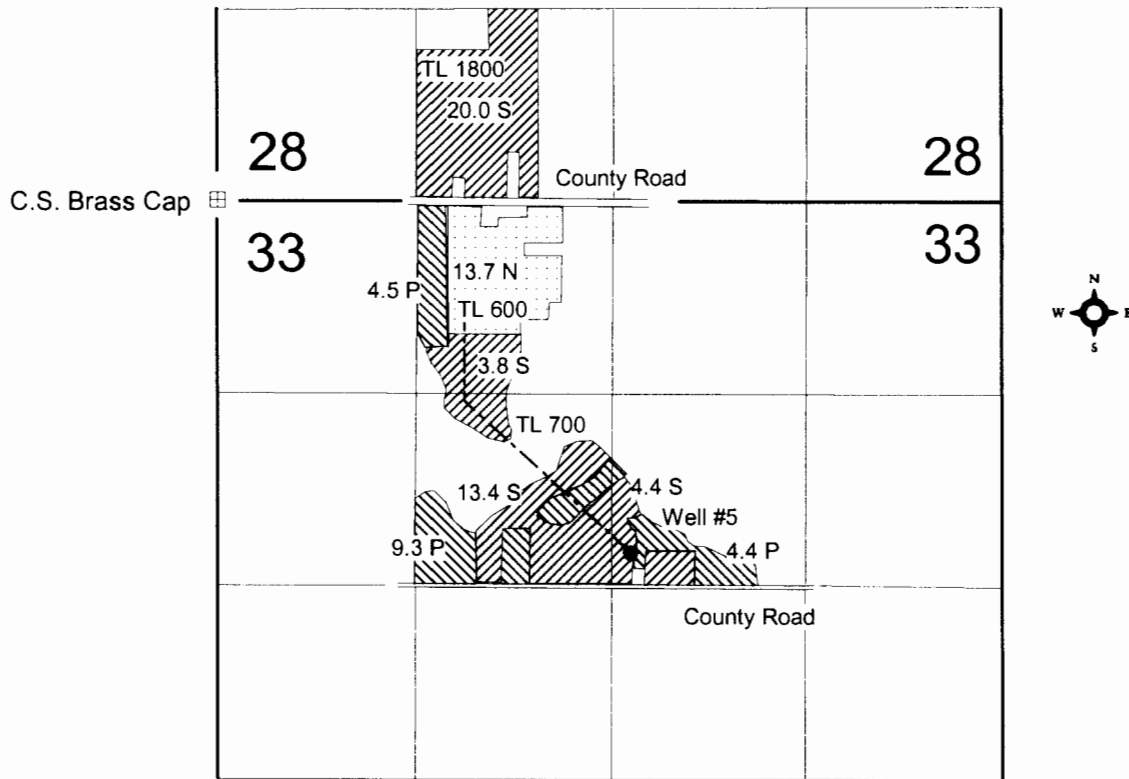 TL 1800
20.0 S
28
28
County Road
C.S. Brass Cap
33
33
13.7 N
4.5 P
TL 600
N
W E
S
3.8 S
TL 700
13.4 S
4.4 S
Well #5
9.3 P
4.4 P
County Road